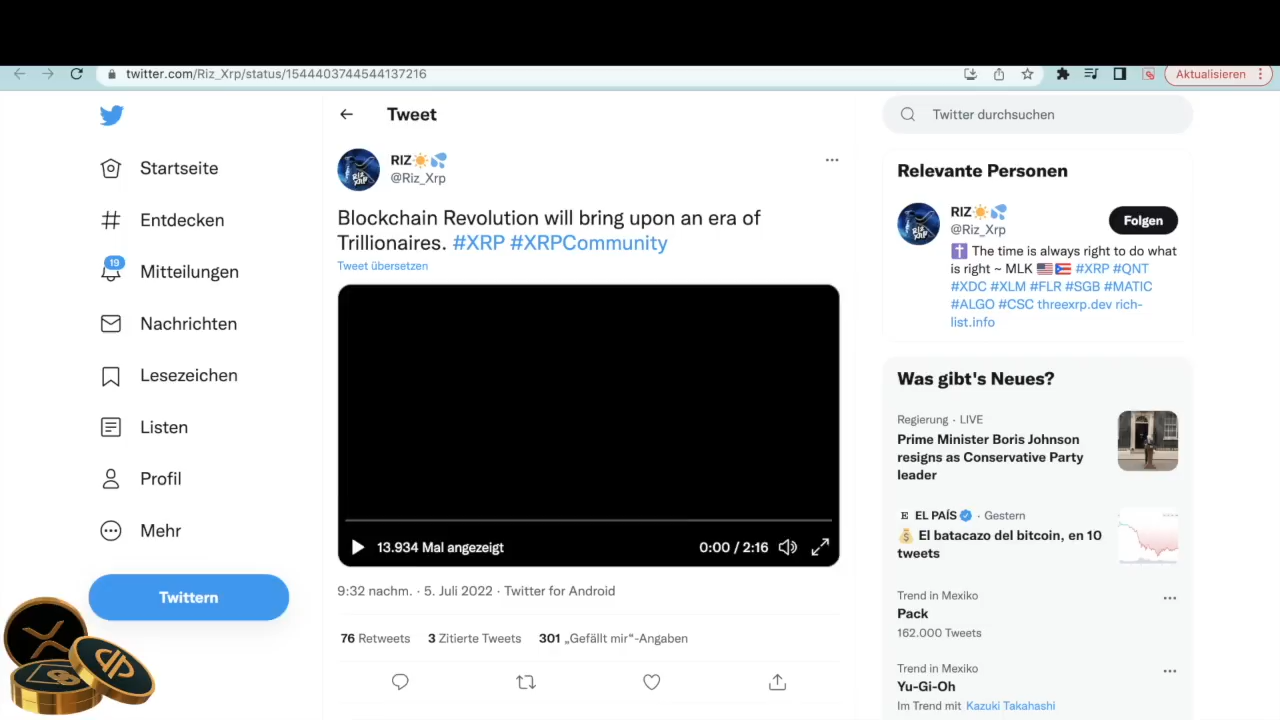 twitter.com/Riz_Xrp/status/1544403744544137216
Aktualisieren
Startseite
Entdecken
19
Mitteilungen
Nachrichten
Lesezeichen
Listen
Profil
Mehr
Twittern
Tweet
RIZ☀️💦
@Riz_Xrp
Blockchain Revolution will bring upon an era of
Trillionaires. #XRP #XRPCommunity
Tweet übersetzen
13.934 Mal angezeigt
0:00 / 2:16
9:32 nachm. · 5. Juli 2022 · Twitter for Android
76 Retweets 3 Zitierte Tweets 301 „Gefällt mir“-Angaben
Twitter durchsuchen
Relevante Personen
RIZ☀️💦
@Riz_Xrp
Folgen
✝️ The time is always right to do what
is right ~ MLK 🇺🇸🇵🇷 #XRP #QNT
#XDC #XLM #FLR #SGB #MATIC
#ALGO #CSC threexrp.dev rich-
list.info
Was gibt's Neues?
Regierung · LIVE
Prime Minister Boris Johnson
resigns as Conservative Party
leader
E EL PAÍS · Gestern
💰 El batacazo del bitcoin, en 10
tweets
Trend in Mexiko
Pack
162.000 Tweets
Trend in Mexiko
Yu-Gi-Oh
Im Trend mit Kazuki Takahashi